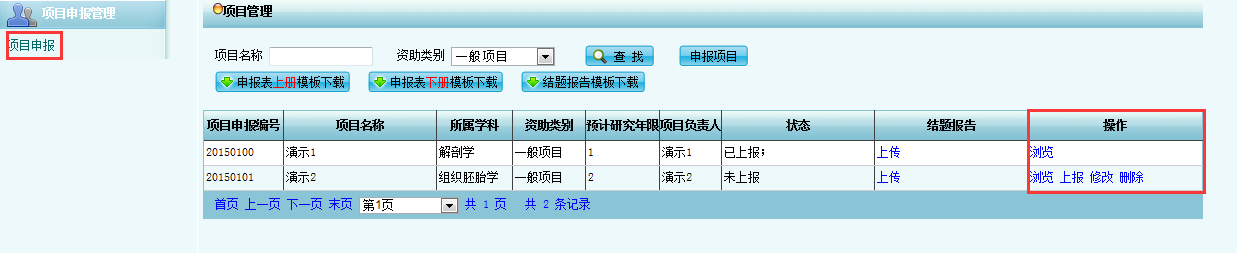 项目申报管理
项目申报
项目管理
项目名称 资助类别 一般项目 查 找 申报项目
申报表上册模板下载 申报表下册模板下载 结题报告模板下载
项目申报编号 项目名称 所属学科 资助类别 预计研究年限 项目负责人 状态 结题报告 操作
20150100 演示1 解剖学 一般项目 1 演示1 已上报； 上传 浏览
20150101 演示2 组织胚胎学 一般项目 2 演示2 未上报 上传 浏览 上报 修改 删除
首页 上一页 下一页 末页 第1页 共 1 页 共 2 条记录